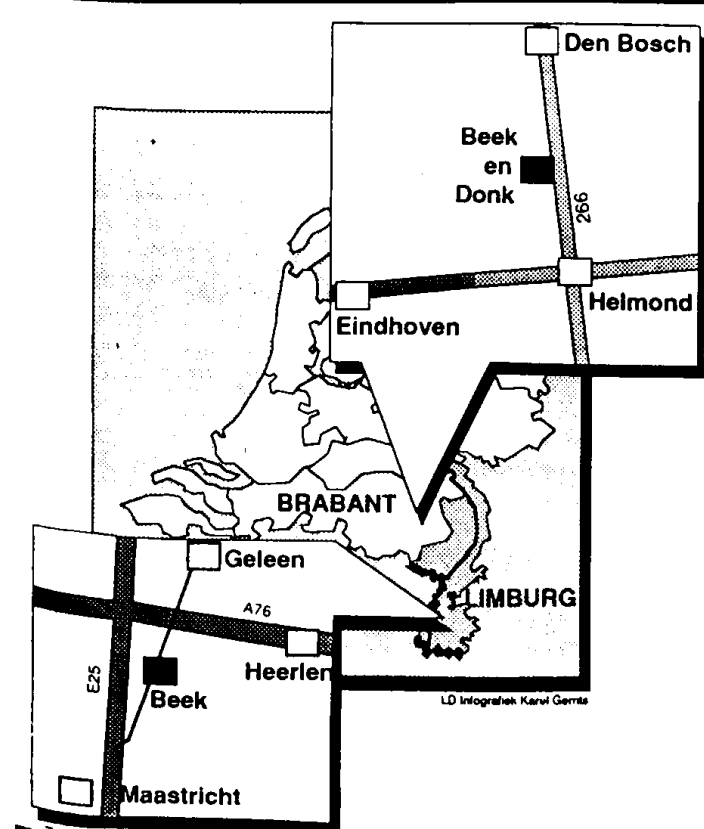 Den Bosch
Beek
en
Donk
266
Helmond
Eindhoven
BRABANT
LIMBURG
Geleen
A76
Heerlen
E25
Beek
Maastricht
LD Infografiek Karvi Gerrits